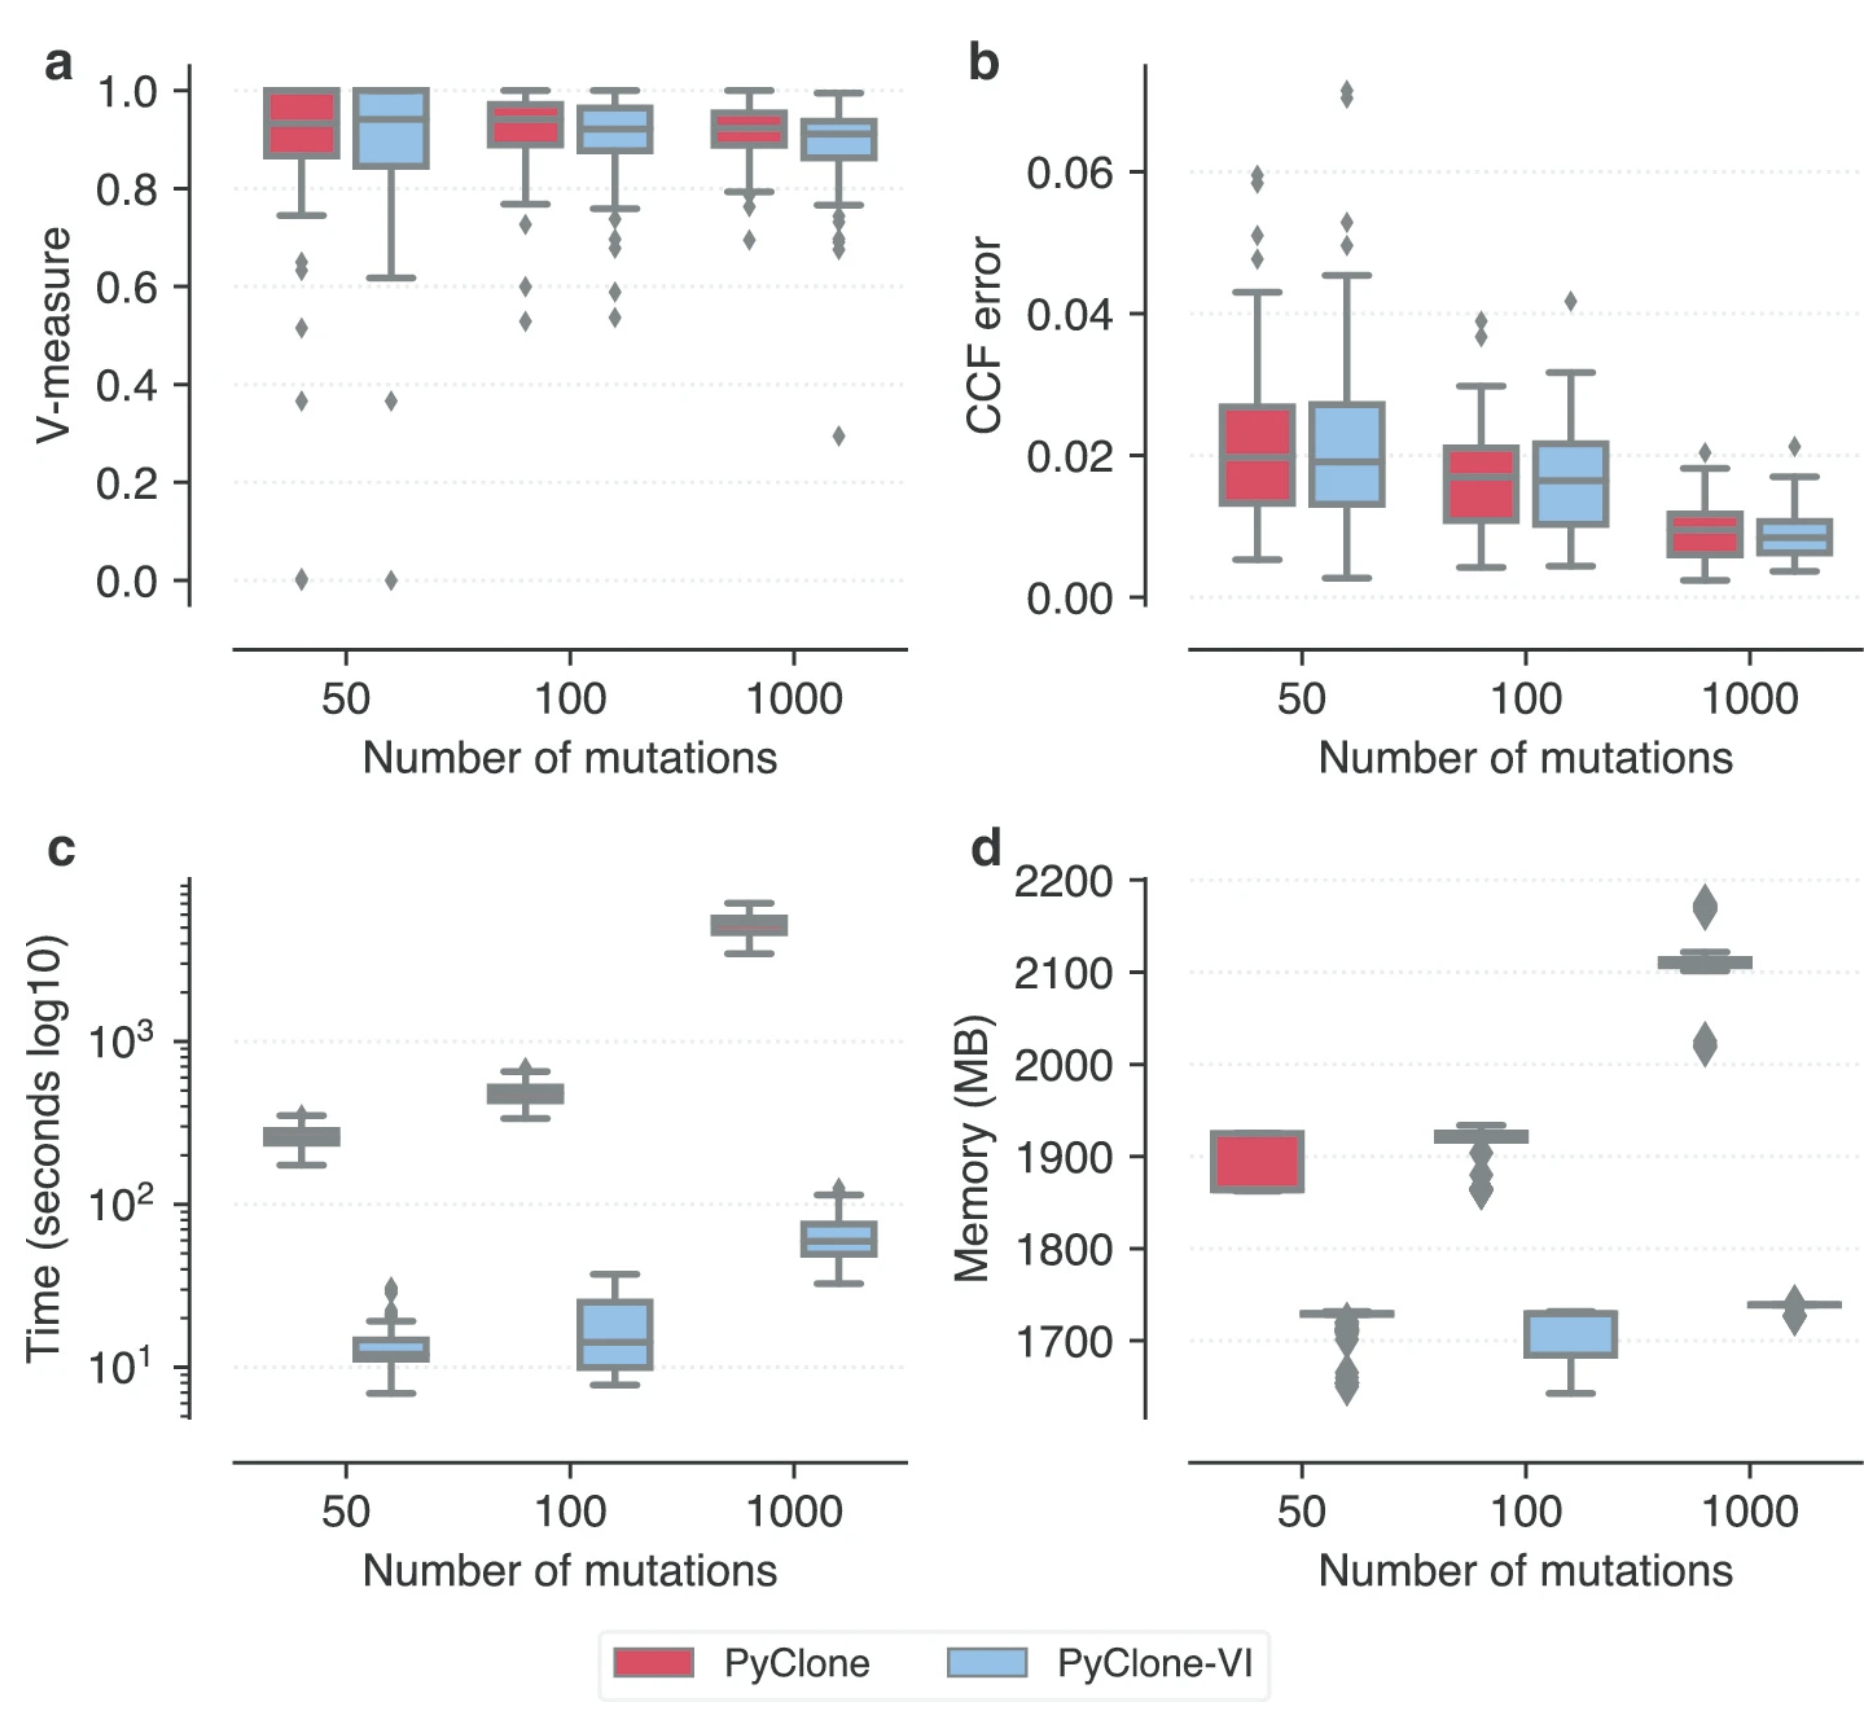 a
1.0
0.8
0.6
0.4
0.2
0.0
V-measure
50 100 1000
Number of mutations
b
0.06
0.04
0.02
0.00
CCF error
50 100 1000
Number of mutations
c
10³
10²
10¹
Time (seconds log10)
50 100 1000
Number of mutations
d
2200
2100
2000
1900
1800
1700
Memory (MB)
50 100 1000
Number of mutations
PyClone PyClone-VI